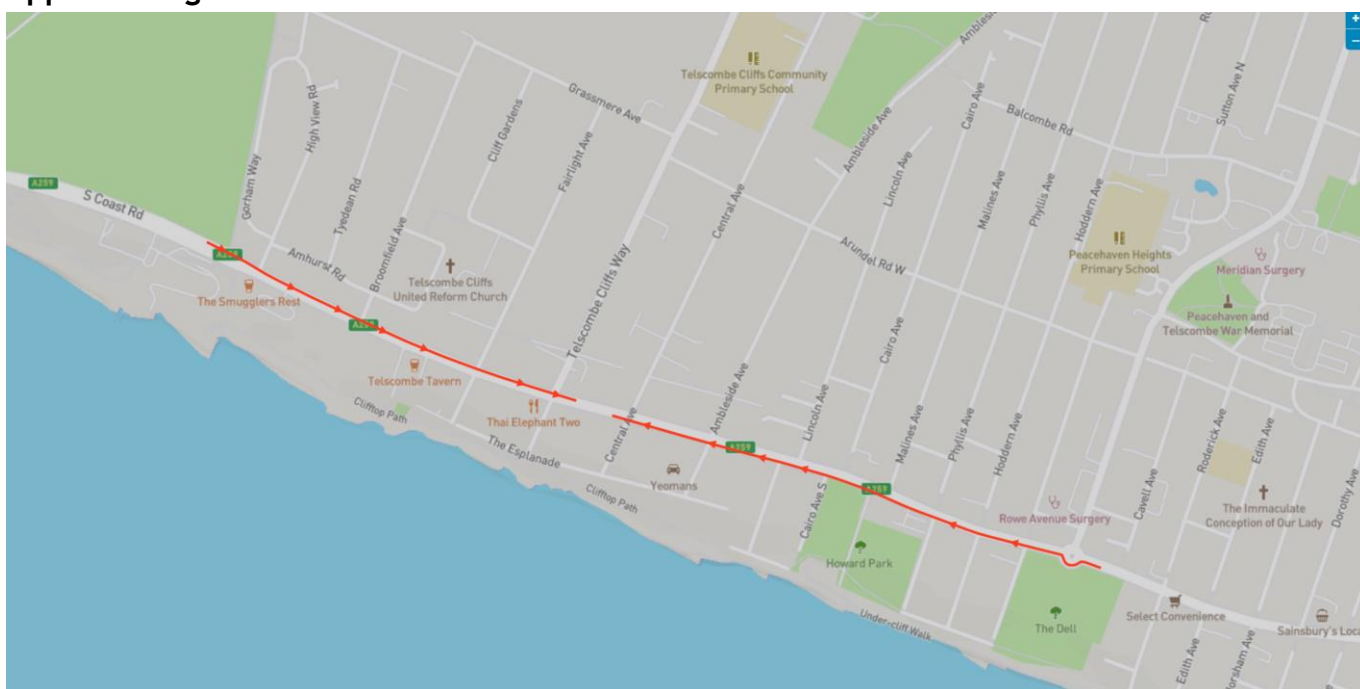 Telscombe Cliffs Community
Primary School
Grassmere Ave
Ambleside Ave
Cairo Ave
Balcombe Rd
Sutton Ave N
High View Rd
Cliff Gardens
Fairlight Ave
Lincoln Ave
Malines Ave
Phyllis Ave
Hoddern Ave
Gorham Way
Tyedean Rd
Broomfield Ave
Central Ave
A259
S Coast Rd
Arundel Rd W
Peacehaven Heights
Primary School
Meridian Surgery
Amhurst Rd
Telscombe Cliffs
United Reform Church
Telscombe Cliffs Way
The Smugglers Rest
Peacehaven and
Telscombe War Memorial
Cairo Ave
Telscombe Tavern
Ambleside Ave
Lincoln Ave
Thai Elephant Two
Clifftop Path
The Esplanade
Central Ave
A259
Malines Ave
Phyllis Ave
Hoddern Ave
Roderick Ave
Edith Ave
Dorothy Ave
Yeomans
Clifftop Path
Cairo Ave S
A259
Rowe Avenue Surgery
Cavell Ave
The Immaculate
Conception of Our Lady
Howard Park
Under-cliff Walk
The Dell
Select Convenience
Sainsbury's Loca
Edith Ave